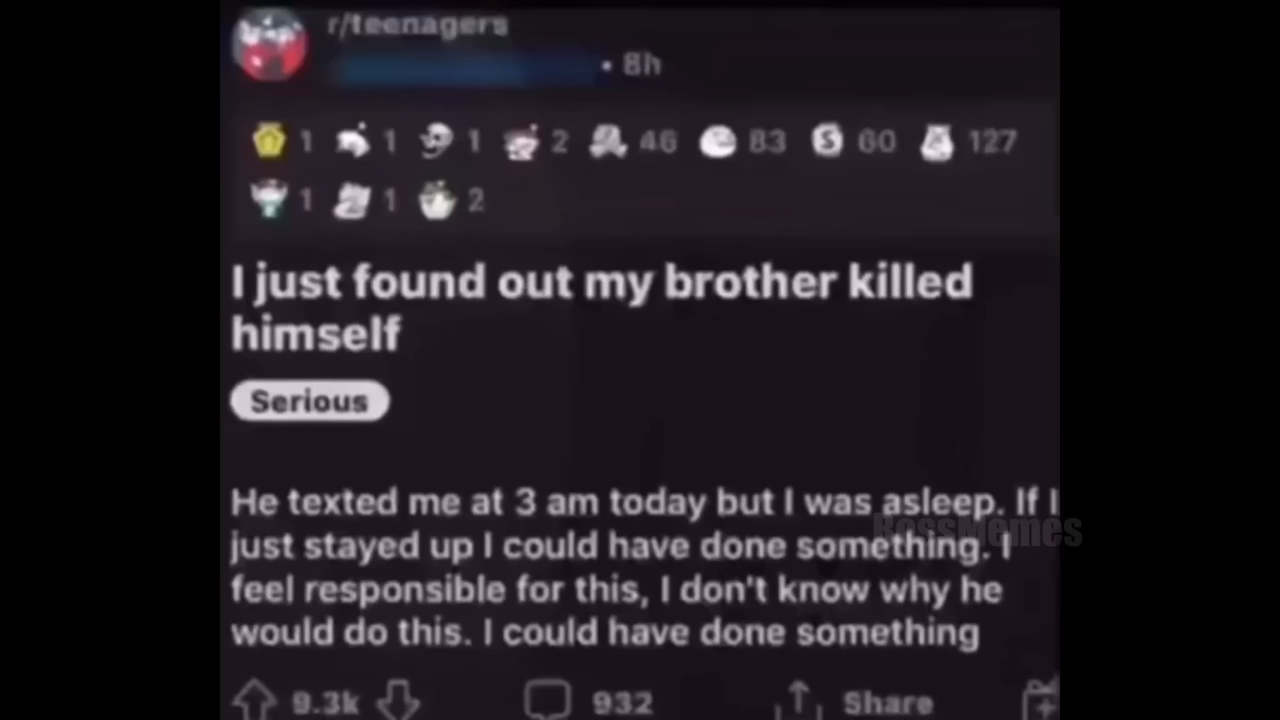 r/teenagers
• 8h
1 1 1 2 46 83 S 60 127
1 1 2
I just found out my brother killed
himself
Serious
He texted me at 3 am today but I was asleep. If I
BossMemes
just stayed up I could have done something. I
feel responsible for this, I don't know why he
would do this. I could have done something
9.3k 932 Share